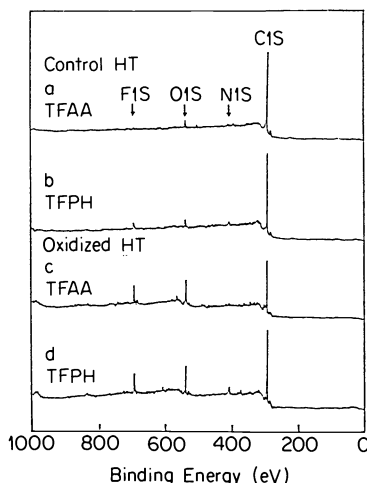 C1S
Control HT
a
F1S O1S N1S
TFAA
b
TFPH
Oxidized HT
c
TFAA
d
TFPH
1000 800 600 400 200 0
Binding Energy (eV)